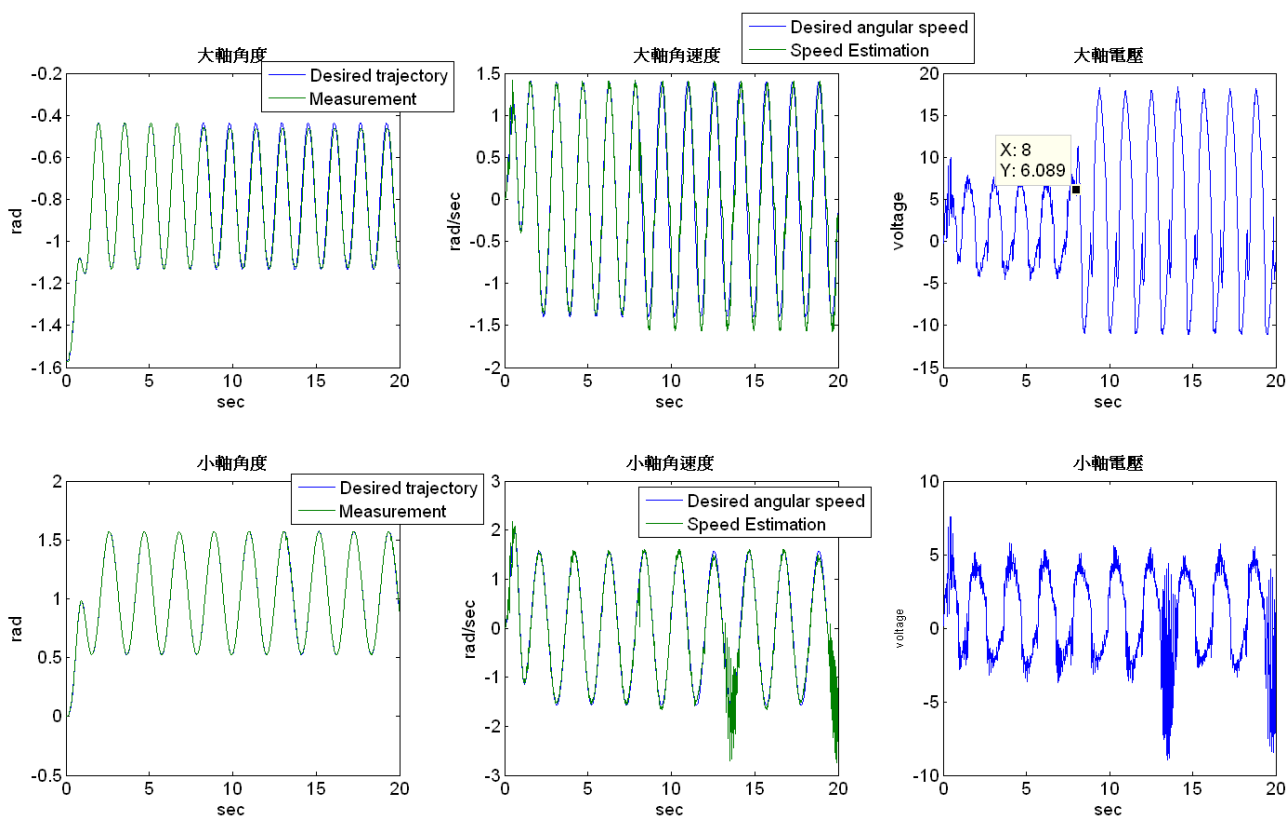 大軸角度
Desired trajectory
Measurement
-0.2
-0.4
-0.6
-0.8
-1
-1.2
-1.4
-1.6
rad
0 5 10 15 20
sec
大軸角速度
Desired angular speed
Speed Estimation
1.5
1
0.5
0
-0.5
-1
-1.5
-2
rad/sec
0 5 10 15 20
sec
大軸電壓
20
15
10
5
0
-5
-10
-15
voltage
X: 8
Y: 6.089
0 5 10 15 20
sec
小軸角度
Desired trajectory
Measurement
2
1.5
1
0.5
0
-0.5
rad
0 5 10 15 20
sec
小軸角速度
Desired angular speed
Speed Estimation
3
2
1
0
-1
-2
-3
rad/sec
0 5 10 15 20
sec
小軸電壓
10
5
0
-5
-10
voltage
0 5 10 15 20
sec